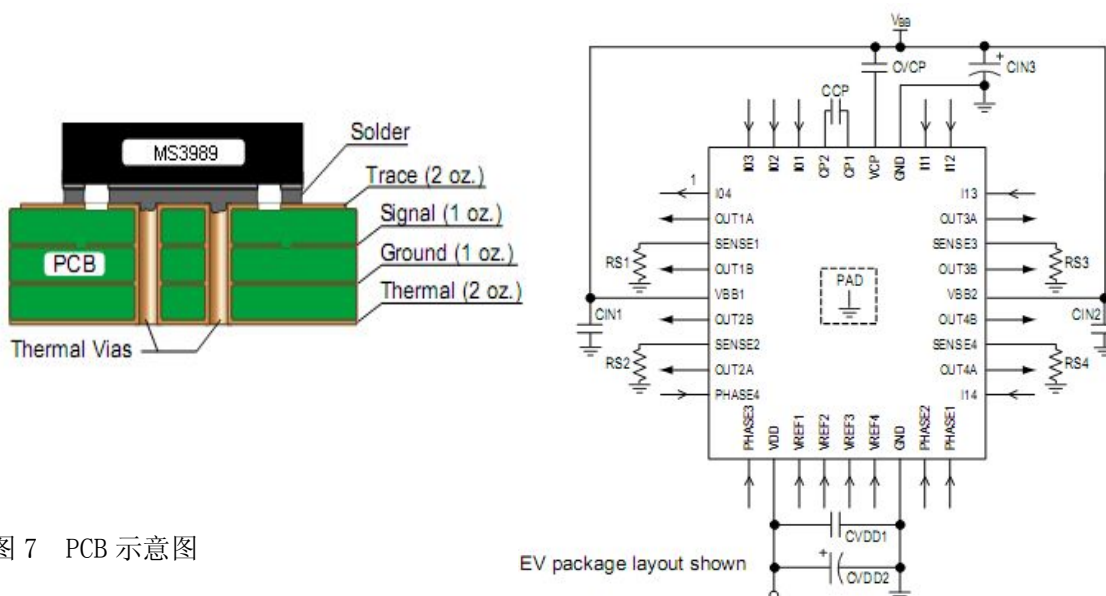 MS3989
Solder
Trace (2 oz.)
Signal (1 oz.)
Ground (1 oz.)
Thermal (2 oz.)
PCB
Thermal Vias
图 7 PCB 示意图
VBB
CVCP
CIN3
CCP
I03
I02
I01
CP2
CP1
VCP
GND
I11
I12
1
I04
OUT1A
SENSE1
OUT1B
VBB1
OUT2B
SENSE2
OUT2A
PHASE4
RS1
CIN1
RS2
PAD
I13
OUT3A
SENSE3
OUT3B
VBB2
OUT4B
SENSE4
OUT4A
I14
RS3
CIN2
RS4
PHASE3
VDD
VREF1
VREF2
VREF3
VREF4
GND
PHASE2
PHASE1
CVDD1
CVDD2
EV package layout shown